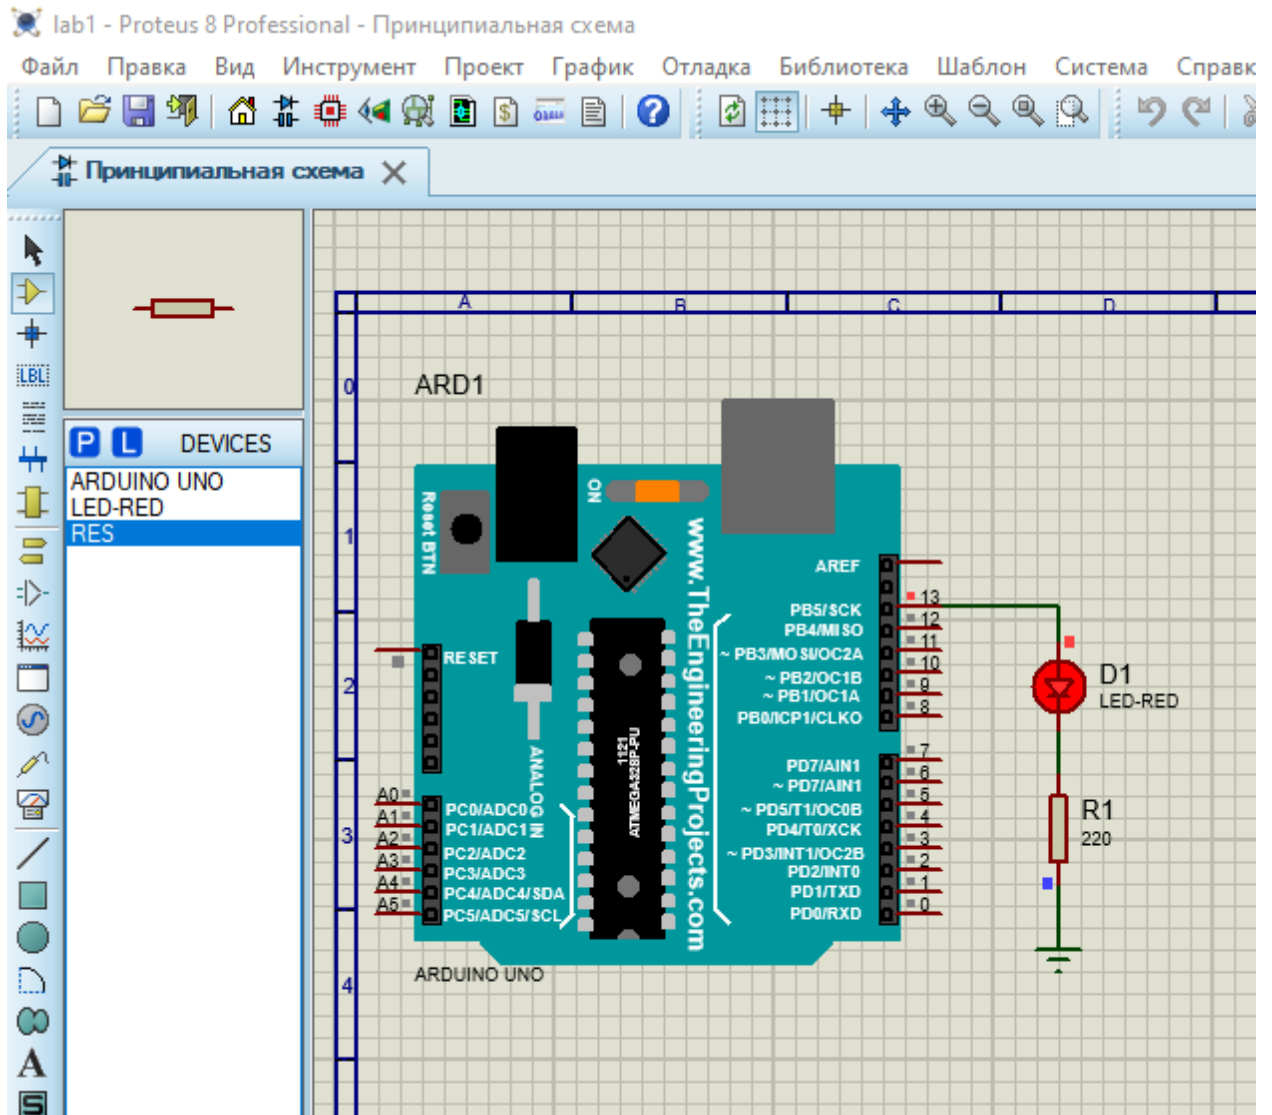 lab1 - Proteus 8 Professional - Принципиальная схема
Файл Правка Вид Инструмент Проект График Отладка Библиотека Шаблон Система Справк
Принципиальная схема
LBL
P L DEVICES
ARDUINO UNO
LED-RED
RES
A
S
A B C D
0
1
2
3
4
ARD1
Reset BTN
ON
www.TheEngineeringProjects.com
RESET
ANALOG IN
1121
ATMEGA328P-PU
A0
A1
A2
A3
A4
A5
PC0/ADC0
PC1/ADC1
PC2/ADC2
PC3/ADC3
PC4/ADC4/SDA
PC5/ADC5/SCL
AREF
PB5/SCK
PB4/MISO
~ PB3/MOSI/OC2A
~ PB2/OC1B
~ PB1/OC1A
PB0/ICP1/CLKO
PD7/AIN1
~ PD7/AIN1
~ PD5/T1/OC0B
PD4/T0/XCK
~ PD3/INT1/OC2B
PD2/INT0
PD1/TXD
PD0/RXD
13
12
11
10
9
8
7
6
5
4
3
2
1
0
ARDUINO UNO
D1
LED-RED
R1
220